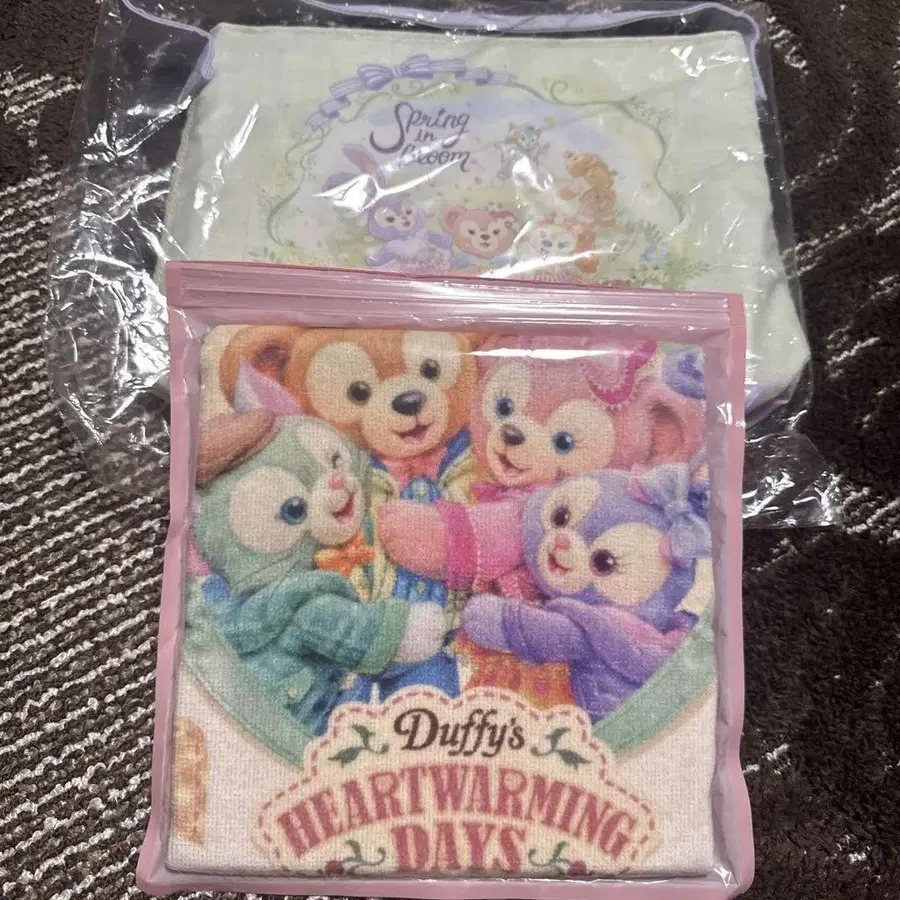 Spring
in
Bloom
Duffy's
HEARTWARMING
DAYS